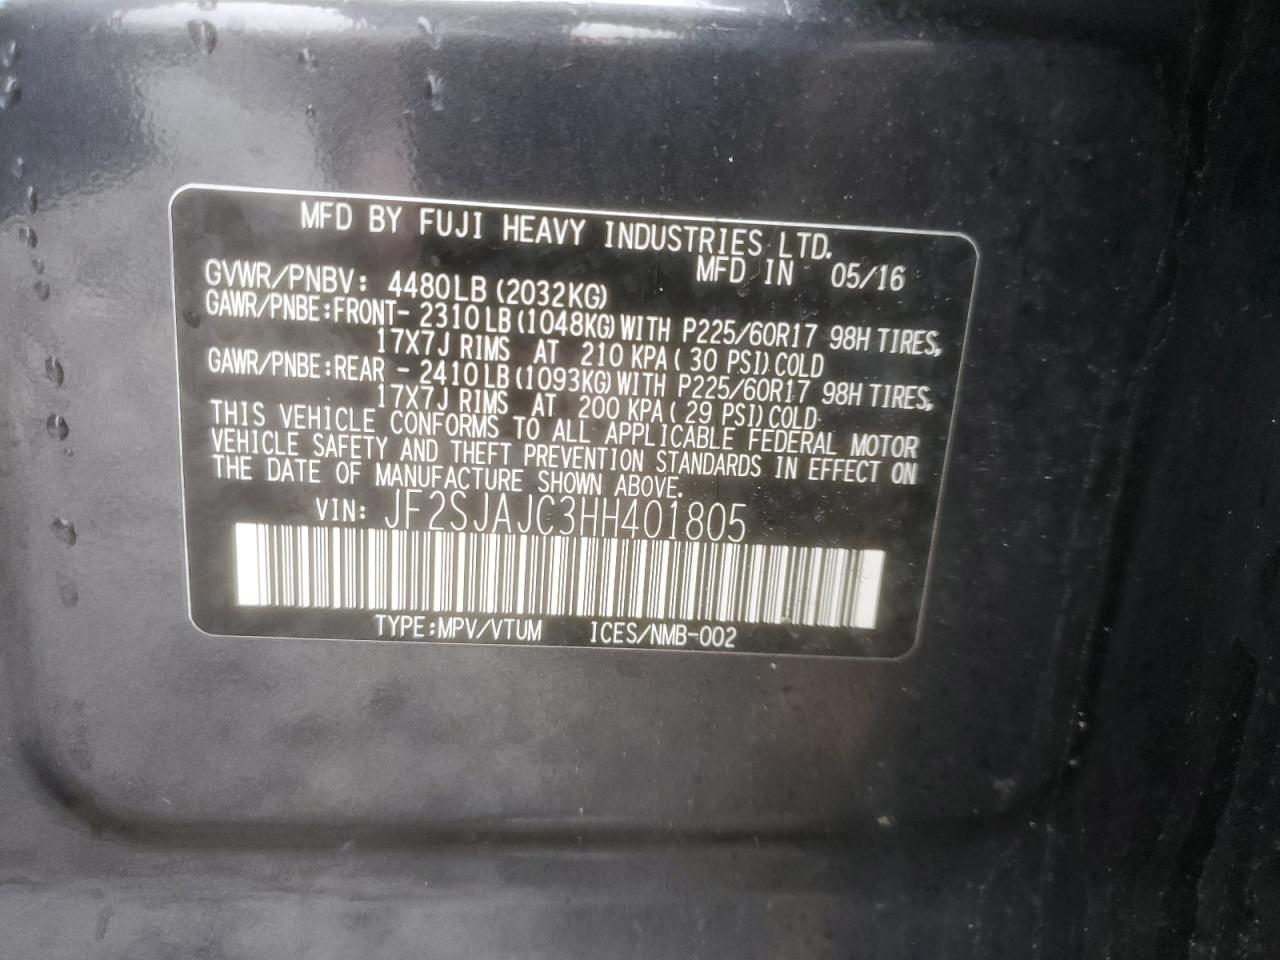 MFD BY FUJI HEAVY INDUSTRIES LTD.
MFD IN 05/16
GVWR/PNBV: 4480LB (2032KG)
GAWR/PNBE:FRONT- 2310LB(1048KG)WITH P225/60R17 98H TIRES,
17X7J RIMS AT 210 KPA( 30 PSI)COLD
GAWR/PNBE:REAR - 2410LB(1093KG)WITH P225/60R17 98H TIRES,
17X7J RIMS AT 200 KPA( 29 PSI)COLD.
THIS VEHICLE CONFORMS TO ALL APPLICABLE FEDERAL MOTOR
VEHICLE SAFETY AND THEFT PREVENTION STANDARDS IN EFFECT ON
THE DATE OF MANUFACTURE SHOWN ABOVE.
VIN: JF2SJAJC3HH401805
TYPE:MPV/VTUM ICES/NMB-002